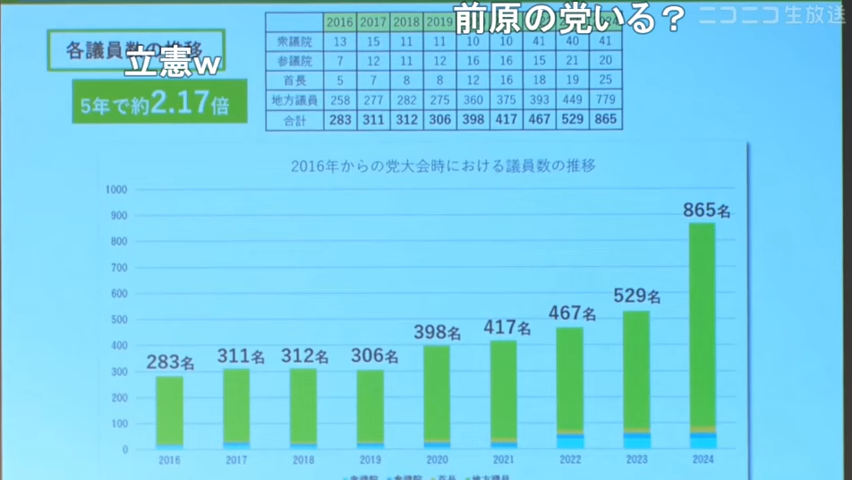 ニコニコ生放送
前原の党いる？
立憲w
各議員数の推移
5年で約2.17倍
2016 2017 2018 2019
衆議院 13 15 11 11 10 10 41 40 41
参議院 7 12 11 12 16 16 15 21 20
首長 5 7 8 8 12 16 18 19 25
地方議員 258 277 282 275 360 375 393 449 779
合計 283 311 312 306 398 417 467 529 865
2016年からの党大会時における議員数の推移
1000
900
800
700
600
500
400
300
200
100
0
283名 311名 312名 306名 398名 417名 467名 529名 865名
2016 2017 2018 2019 2020 2021 2022 2023 2024